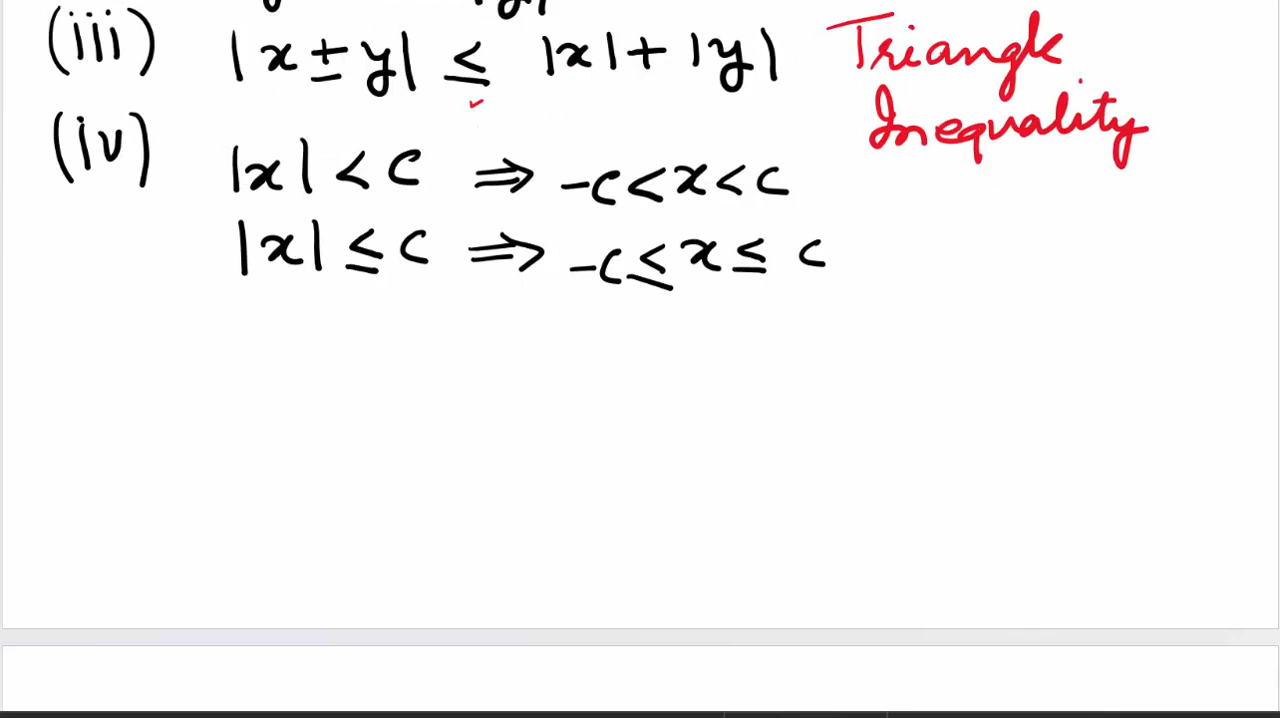 (iii) |x ± y| ≤ |x| + |y| Triangle
Inequality
(iv) |x| < c ⇒ -c < x < c
|x| ≤ c ⇒ -c ≤ x ≤ c